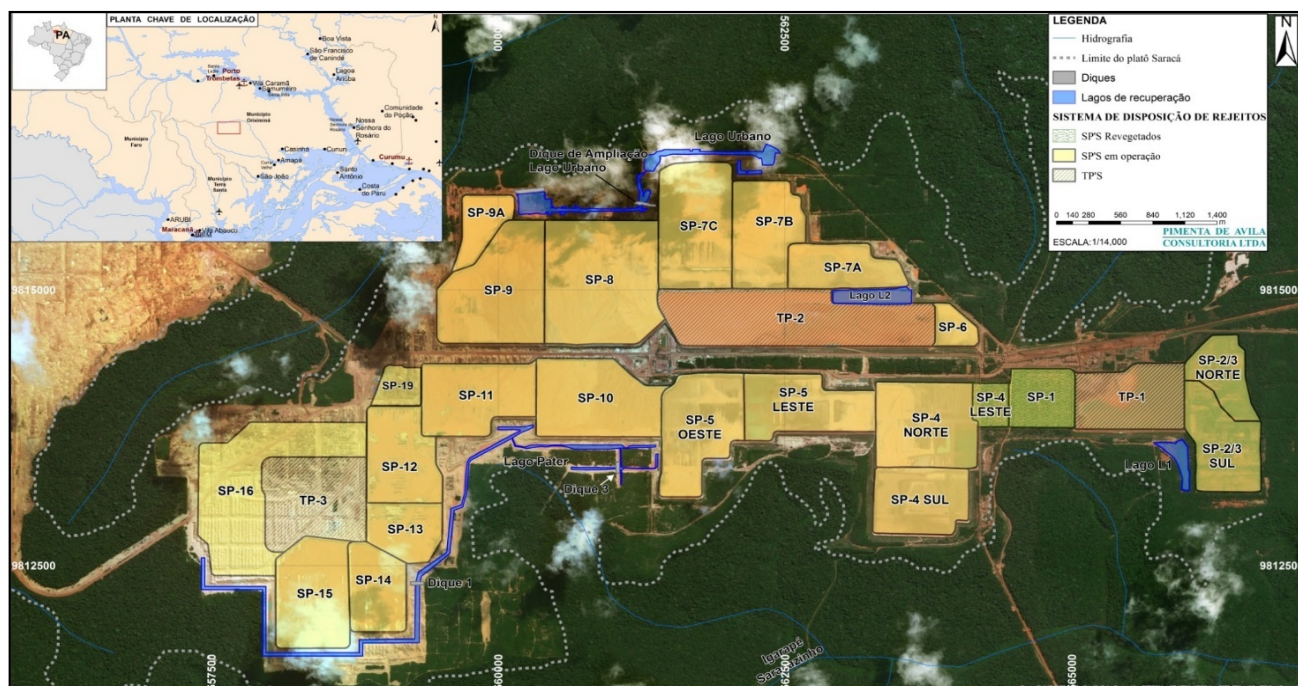 PLANTA CHAVE DE LOCALIZAÇÃO
N
PA
Boa Vista
São Francisco
de Canindé
Lagoa
Ariúba
Porto
Trombetas
Vila Caramã
Município
Oriximiná
Comunidade
do Poção
Nossa
Senhora do
Rosário
Município
Faro
Casinha
Cunuri
Amapá
Curumu
São João
Santo
Antônio
Município
Terra
Santa
Costa
do Paru
ARUBI
Maracanã
0000
562500
LEGENDA
N
Hidrografia
Limite do platô Saracá
Diques
Lagos de recuperação
SISTEMA DE DISPOSIÇÃO DE REJEITOS
SP'S Revegetados
SP'S em operação
TP'S
0 140 280 560 840 1,120 1,400
m
PIMENTA DE AVILA
CONSULTORIA LTDA
ESCALA: 1/14,000
Lago Urbano
Dique de Ampliação
Lago Urbano
SP-9A
SP-7C
SP-7B
SP-7A
SP-9
SP-8
9815000
9815000
Lago L2
TP-2
SP-6
SP-2/3
NORTE
SP-19
SP-11
SP-10
SP-5
LESTE
SP-5
OESTE
SP-4
NORTE
SP-4
LESTE
SP-1
TP-1
SP-2/3
SUL
SP-12
Lago Pater
Dique 3
Lago L1
SP-16
TP-3
SP-4 SUL
SP-13
9812500
9812500
SP-14
SP-15
Dique 1
Igarapé